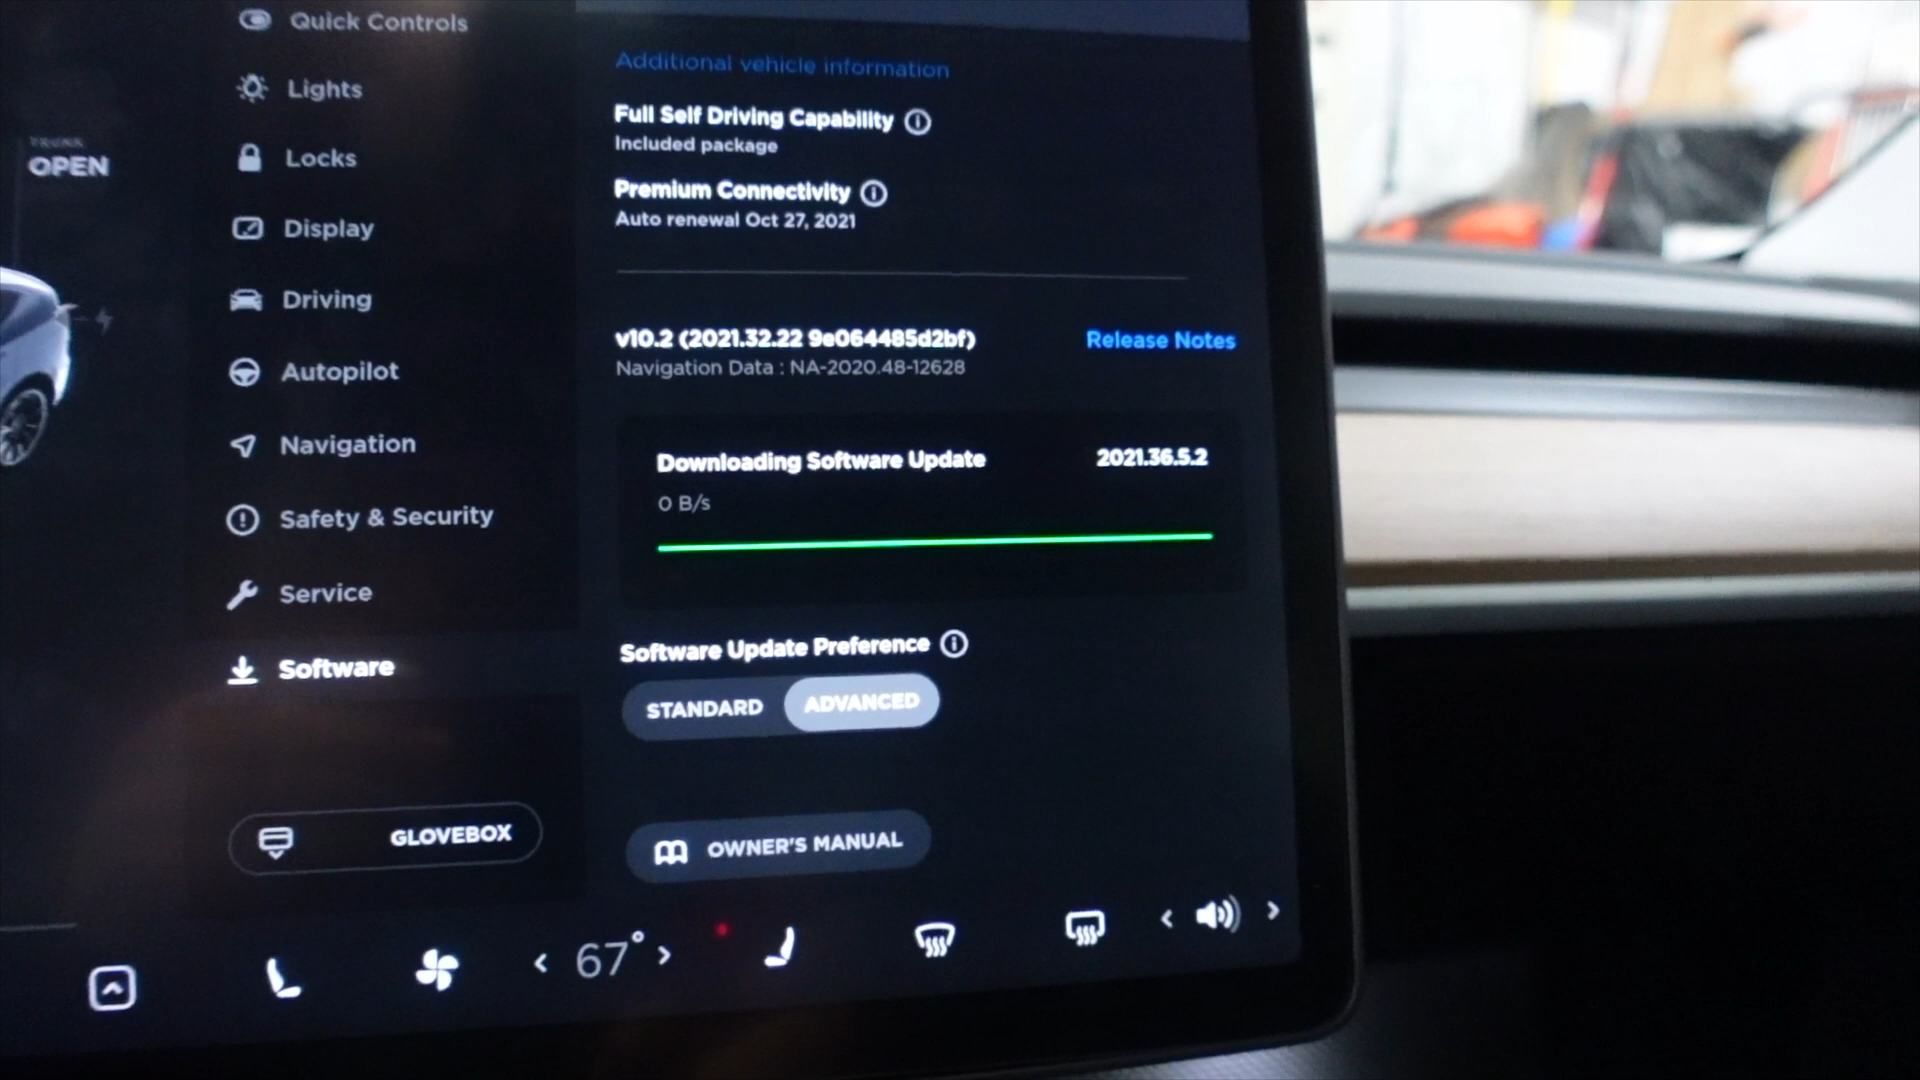 Quick Controls
Lights
Locks
Display
Driving
Autopilot
Navigation
Safety & Security
Service
Software
GLOVEBOX
TRUNK
OPEN
Additional vehicle information
Full Self Driving Capability
Included package
Premium Connectivity
Auto renewal Oct 27, 2021
v10.2 (2021.32.22 9e064485d2bf)
Release Notes
Navigation Data : NA-2020.48-12628
Downloading Software Update
2021.36.5.2
0 B/s
Software Update Preference
STANDARD
ADVANCED
OWNER'S MANUAL
67°